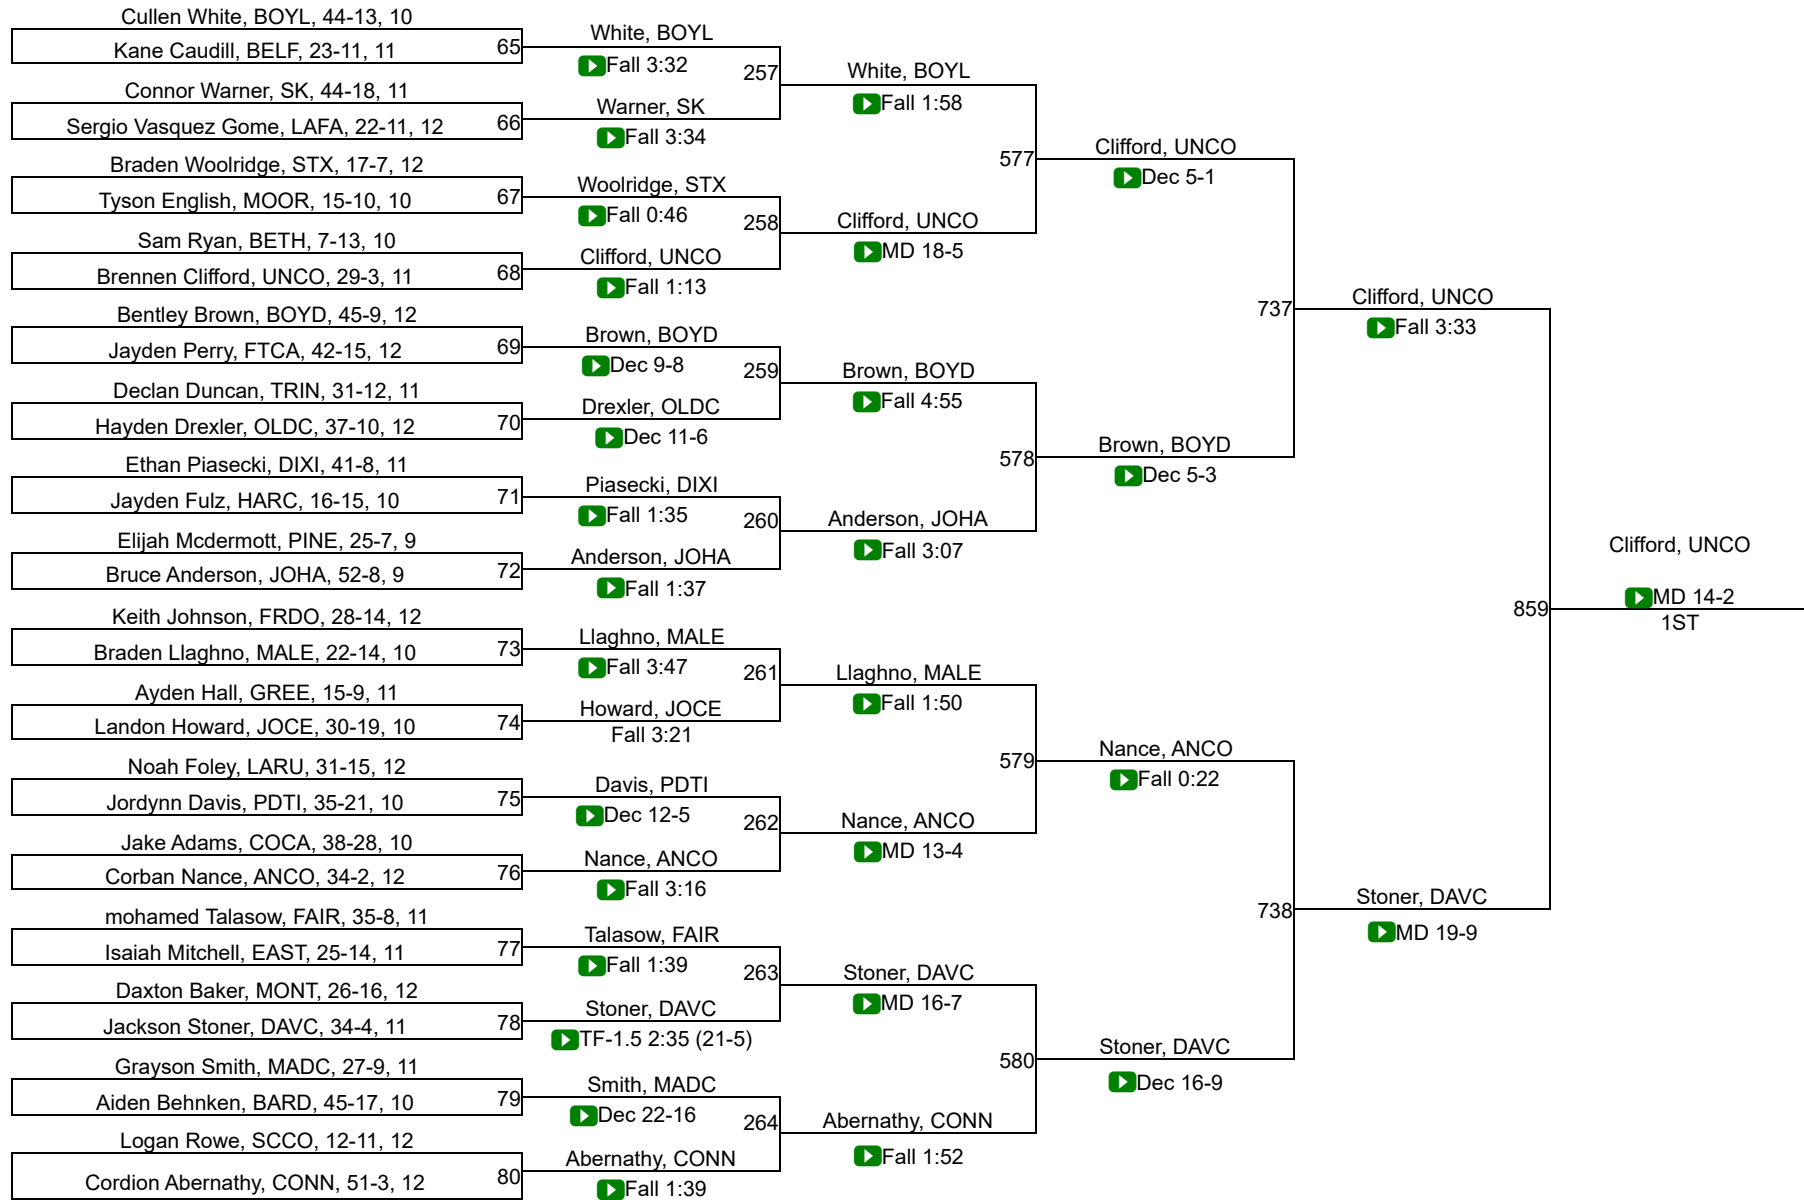 Cullen White, BOYL, 44-13, 10
Kane Caudill, BELF, 23-11, 11
65
Connor Warner, SK, 44-18, 11
Sergio Vasquez Gome, LAFA, 22-11, 12
66
Braden Woolridge, STX, 17-7, 12
Tyson English, MOOR, 15-10, 10
67
Sam Ryan, BETH, 7-13, 10
Brennen Clifford, UNCO, 29-3, 11
68
Bentley Brown, BOYD, 45-9, 12
Jayden Perry, FTCA, 42-15, 12
69
Declan Duncan, TRIN, 31-12, 11
Hayden Drexler, OLDC, 37-10, 12
70
Ethan Piasecki, DIXI, 41-8, 11
Jayden Fulz, HARC, 16-15, 10
71
Elijah Mcdermott, PINE, 25-7, 9
Bruce Anderson, JOHA, 52-8, 9
72
Keith Johnson, FRDO, 28-14, 12
Braden Llaghno, MALE, 22-14, 10
73
Ayden Hall, GREE, 15-9, 11
Landon Howard, JOCE, 30-19, 10
74
Noah Foley, LARU, 31-15, 12
Jordynn Davis, PDTI, 35-21, 10
75
Jake Adams, COCA, 38-28, 10
Corban Nance, ANCO, 34-2, 12
76
mohamed Talasow, FAIR, 35-8, 11
Isaiah Mitchell, EAST, 25-14, 11
77
Daxton Baker, MONT, 26-16, 12
Jackson Stoner, DAVC, 34-4, 11
78
Grayson Smith, MADC, 27-9, 11
Aiden Behnken, BARD, 45-17, 10
79
Logan Rowe, SCCO, 12-11, 12
Cordion Abernathy, CONN, 51-3, 12
80
White, BOYL
Fall 3:32
257
Warner, SK
Fall 3:34
Woolridge, STX
Fall 0:46
258
Clifford, UNCO
Fall 1:13
Brown, BOYD
Dec 9-8
259
Drexler, OLDC
Dec 11-6
Piasecki, DIXI
Fall 1:35
260
Anderson, JOHA
Fall 1:37
Llaghno, MALE
Fall 3:47
261
Howard, JOCE
Fall 3:21
Davis, PDTI
Dec 12-5
262
Nance, ANCO
Fall 3:16
Talasow, FAIR
Fall 1:39
263
Stoner, DAVC
TF-1.5 2:35 (21-5)
Smith, MADC
Dec 22-16
264
Abernathy, CONN
Fall 1:39
White, BOYL
Fall 1:58
577
Clifford, UNCO
MD 18-5
Brown, BOYD
Fall 4:55
578
Anderson, JOHA
Fall 3:07
Llaghno, MALE
Fall 1:50
579
Nance, ANCO
MD 13-4
Stoner, DAVC
MD 16-7
580
Abernathy, CONN
Fall 1:52
Clifford, UNCO
Dec 5-1
737
Brown, BOYD
Dec 5-3
Nance, ANCO
Fall 0:22
738
Stoner, DAVC
Dec 16-9
Clifford, UNCO
Fall 3:33
859
Stoner, DAVC
MD 19-9
Clifford, UNCO
MD 14-2
1ST